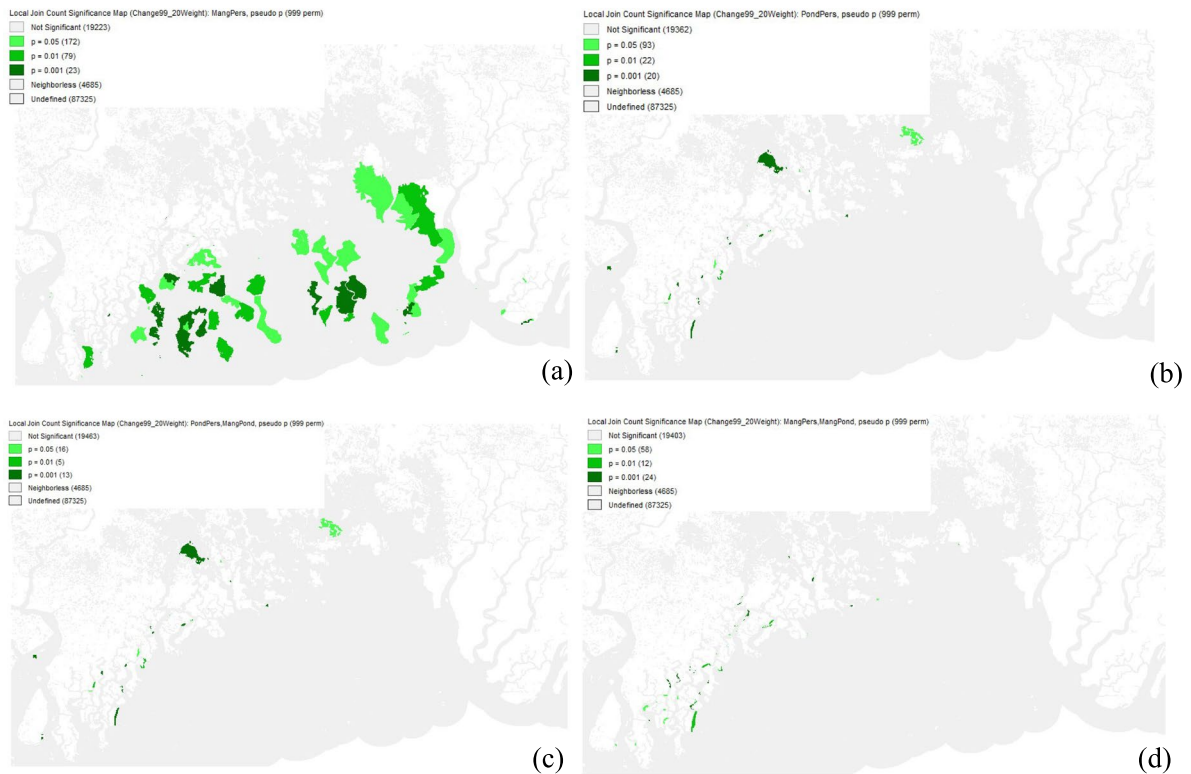 Local Join Count Significance Map (Change99_20Weight): MangPers, pseudo p (999 perm)
Not Significant (19223)
p = 0.05 (172)
p = 0.01 (79)
p = 0.001 (23)
Neighborless (4685)
Undefined (87325)
(a)
Local Join Count Significance Map (Change99_20Weight): PondPers, pseudo p (999 perm)
Not Significant (19362)
p = 0.05 (93)
p = 0.01 (22)
p = 0.001 (20)
Neighborless (4685)
Undefined (87325)
(b)
Local Join Count Significance Map (Change99_20Weight): PondPers,MangPond, pseudo p (999 perm)
Not Significant (19463)
p = 0.05 (16)
p = 0.01 (5)
p = 0.001 (13)
Neighborless (4685)
Undefined (87325)
(c)
Local Join Count Significance Map (Change99_20Weight): MangPers,MangPond, pseudo p (999 perm)
Not Significant (19403)
p = 0.05 (58)
p = 0.01 (12)
p = 0.001 (24)
Neighborless (4685)
Undefined (87325)
(d)